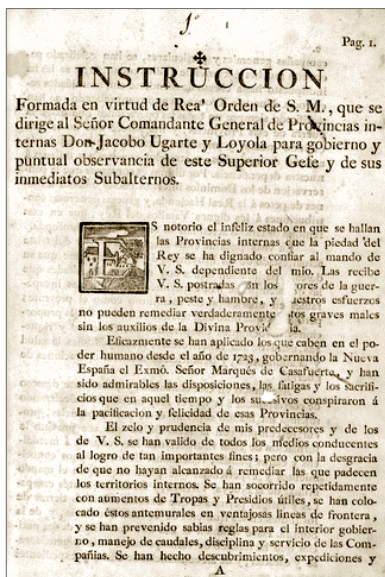 1º
Pag. 1.
INSTRUCCION
Formada en virtud de Rea' Orden de S. M., que se
dirige al Señor Comandante General de Provincias in-
ternas Don Jacobo Ugarte y Loyola para gobierno y
puntual observancia de este Superior Gefe y de sus
inmediatos Subalternos.
ES notorio el infeliz estado en que se hallan
las Provincias internas que la piedad del
Rey se ha dignado confiar al mando de
V. S. dependiente del mio. Las recibe
V. S. postradas ores de la guer-
ra, peste y hambre, y estros esfuerzos
no pueden remediar verdaderamente tos graves males
sin los auxilios de la Divina Provi ia.
Eficazmente se han aplicado los que caben en el po-
der humano desde el año de 1723, gobernando la Nueva
España el Exmô. Señor Marqués de Casafuerte, y han
sido admirables las disposiciones, las fatigas y los sacrifi-
cios que en aquel tiempo y los sucesivos conspiraron á
la pacificacion y felicidad de esas Provincias.
El zelo y prudencia de mis predecesores y de los
de V. S. se han valido de todos los medios conducentes
al logro de tan importantes fines; pero con la desgracia
de que no hayan alcanzado á remediar las que padecen
los territorios internos. Se han socorrido repetidamente
con aumentos de Tropas y Presidios útiles, se han colo-
cado éstos antemurales en ventajosas lineas de frontera,
y se han prevenido sabias reglas para el interior gobier-
no, manejo de caudales, disciplina y servicio de las Com-
pañias. Se han hecho descubrimientos, expediciones y
A